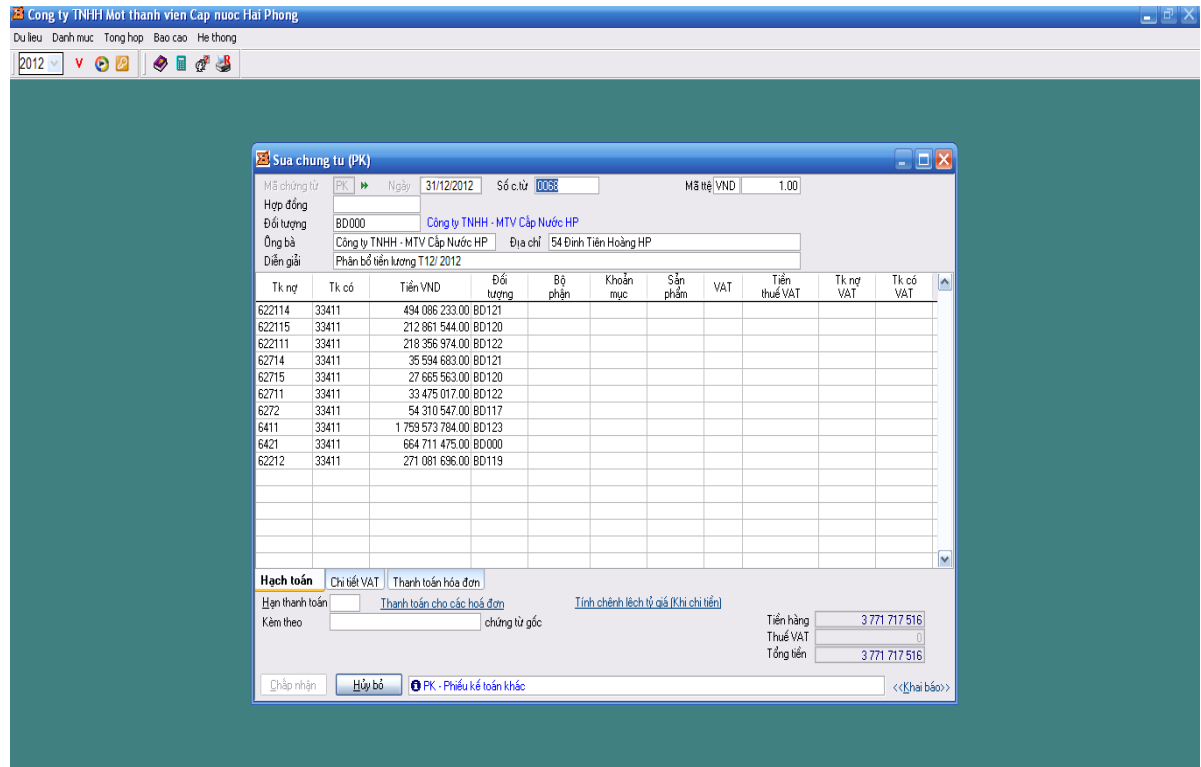 Cong ty TNHH Mot thanh vien Cap nuoc Hai Phong
Du lieu Danh muc Tong hop Bao cao He thong
2012 V
Sua chung tu (PK)
Mã chứng từ PK Ngày 31/12/2012 Số c.từ 0068 Mã ttệ VND 1.00
Hợp đồng
Đối tượng BD000 Công ty TNHH - MTV Cấp Nước HP
Ông bà Công ty TNHH - MTV Cấp Nước HP Địa chỉ 54 Đinh Tiên Hoàng HP
Diễn giải Phân bổ tiền lương T12/ 2012
Tk nợ Tk có Tiền VND Đối tượng Bộ phận Khoản mục Sản phẩm VAT Tiền thuế VAT Tk nợ VAT Tk có VAT
622114 33411 494 086 233.00 BD121
622115 33411 212 861 544.00 BD120
622111 33411 218 356 974.00 BD122
62714 33411 35 594 683.00 BD121
62715 33411 27 665 563.00 BD120
62711 33411 33 475 017.00 BD122
6272 33411 54 310 547.00 BD117
6411 33411 1 759 573 784.00 BD123
6421 33411 664 711 475.00 BD000
62212 33411 271 081 696.00 BD119
Hạch toán Chi tiết VAT Thanh toán hóa đơn
Hạn thanh toán Thanh toán cho các hoá đơn Tính chênh lêch tỷ giá (Khi chi tiền)
Kèm theo chứng từ gốc Tiền hàng 3 771 717 516
Thuế VAT 0
Tổng tiền 3 771 717 516
Chấp nhận Hủy bỏ PK - Phiếu kế toán khác <<Khai báo>>